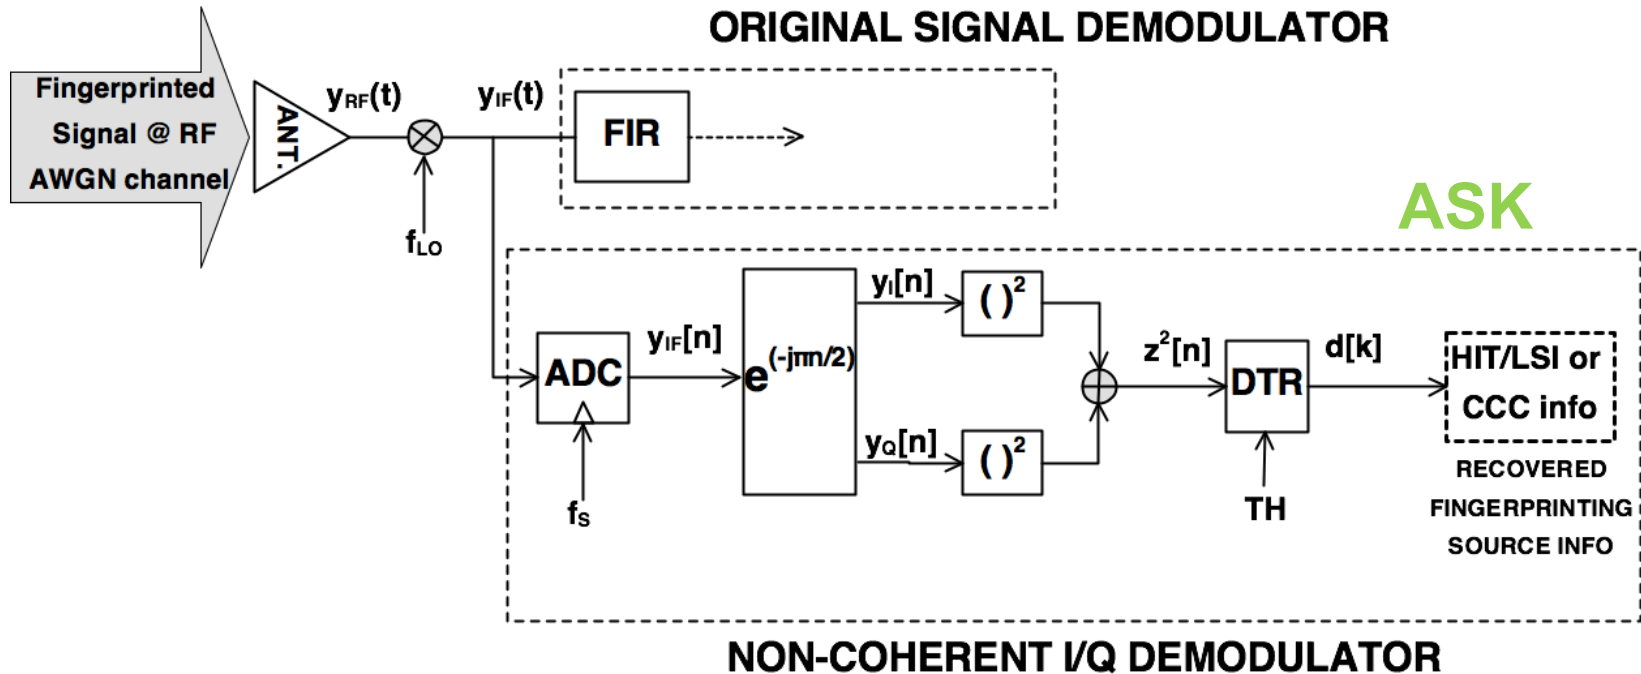 ORIGINAL SIGNAL DEMODULATOR
Fingerprinted
Signal @ RF
AWGN channel
ANT.
yRF(t)
yIF(t)
fLO
FIR
ASK
ADC
fS
yIF[n]
e(-jπn/2)
yI[n]
yQ[n]
( )2
( )2
z2[n]
DTR
TH
d[k]
HIT/LSI or
CCC info
RECOVERED
FINGERPRINTING
SOURCE INFO
NON-COHERENT I/Q DEMODULATOR